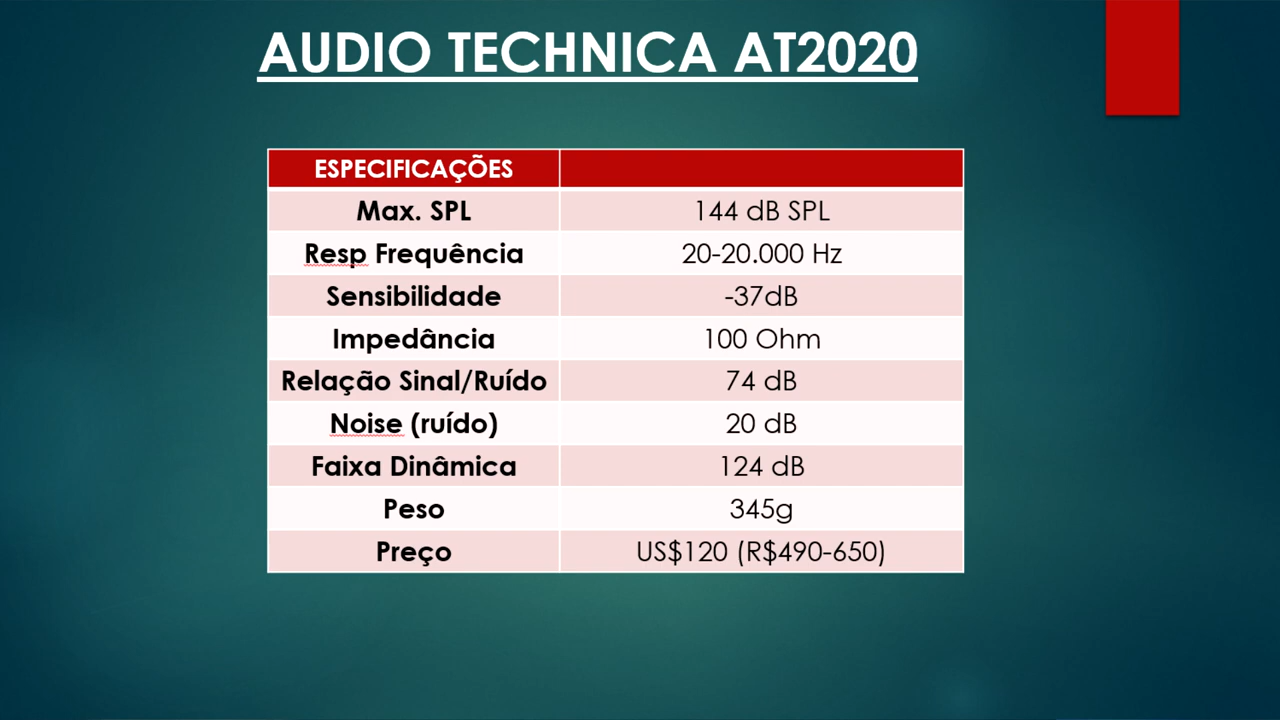 AUDIO TECHNICA AT2020
ESPECIFICAÇÕES
Max. SPL 144 dB SPL
Resp Frequência 20-20.000 Hz
Sensibilidade -37dB
Impedância 100 Ohm
Relação Sinal/Ruído 74 dB
Noise (ruído) 20 dB
Faixa Dinâmica 124 dB
Peso 345g
Preço US$120 (R$490-650)